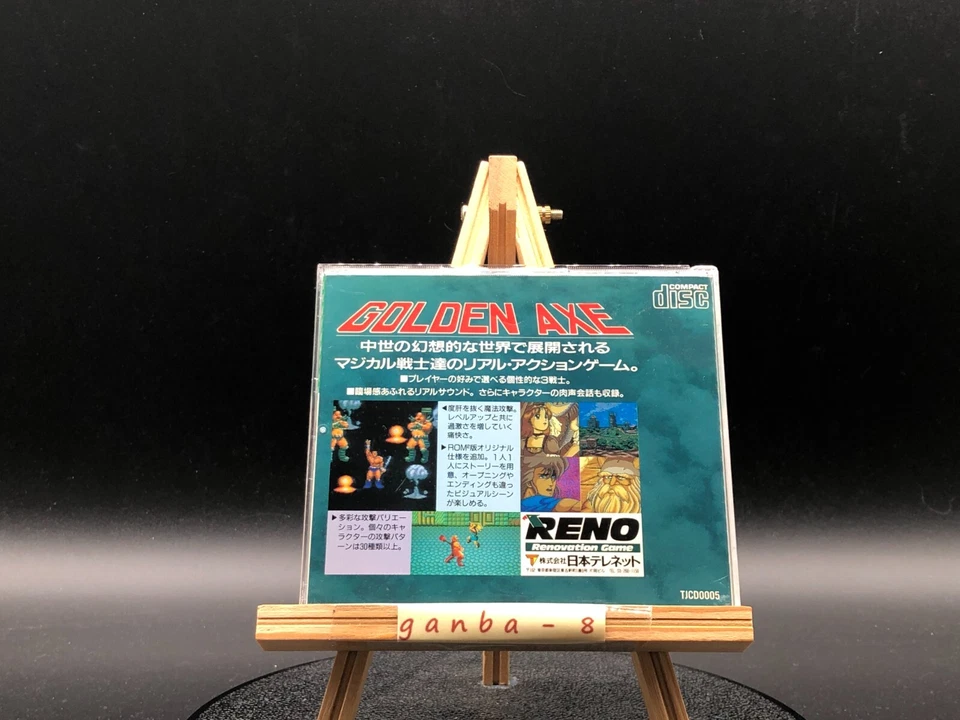 COMPACT
disc
GOLDEN AXE
中世の幻想的な世界で展開される
マジカル戦士達のリアル・アクションゲーム。
■プレイヤーの好みで選べる個性的な3戦士。
■臨場感あふれるリアルサウンド。さらにキャラクターの肉声会話も収録。
◀度肝を抜く魔法攻撃。
レベルアップと共に
過激さを増していく
痛快さ。
▶ROM²版オリジナル
仕様を追加。1人1
人にストーリーを用
意、オープニングや
エンディングも違っ
たビジュアルシーン
が楽しめる。
▶多彩な攻撃バリエー
ション。個々のキャ
ラクターの攻撃パタ
ーンは30種類以上。
RENO
Renovation Game
株式会社日本テレネット
TJCD0005
ganba - 8